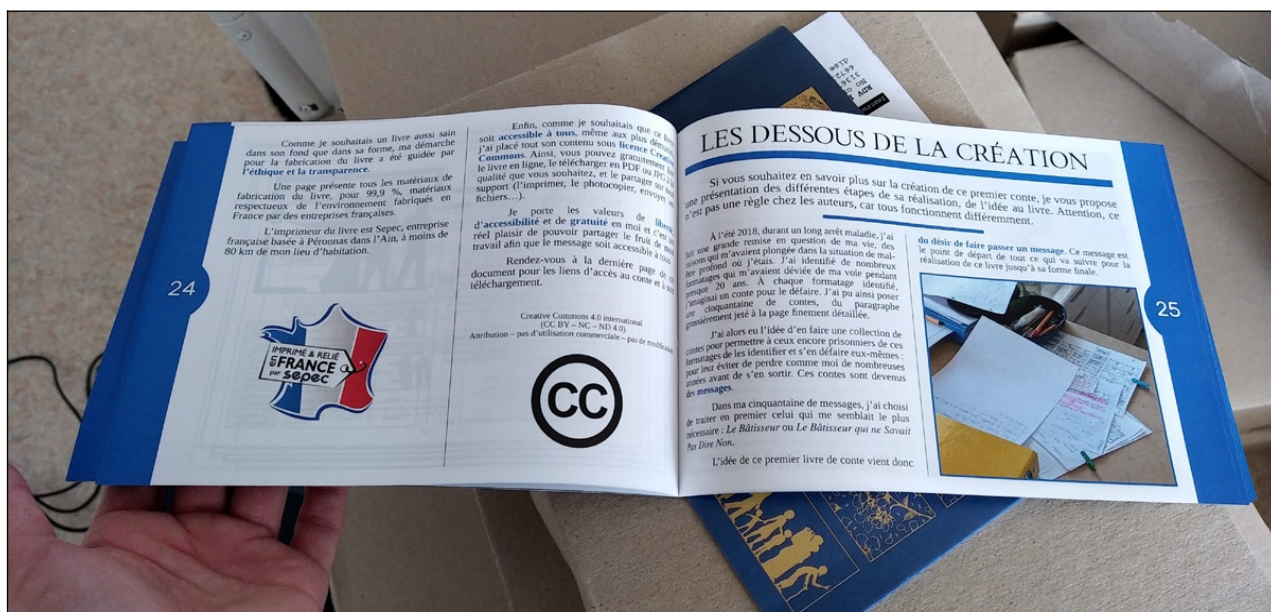 Comme je souhaitais un livre aussi sain
dans son fond que dans sa forme, ma démarche
pour la fabrication du livre a été guidée par
l'éthique et la transparence.
Une page présente tous les matériaux de
fabrication du livre, pour 99,9 %, matériaux
respectueux de l'environnement fabriqués en
France par des entreprises françaises.
L'imprimeur du livre est Sepec, entreprise
française basée à Péronnas dans l'Ain, à moins de
80 km de mon lieu d'habitation.
24
IMPRIMÉ & RELIÉ
EN FRANCE
par sepec
Enfin, comme je souhaitais que ce
soit accessible à tous, même aux plus
j'ai placé tout son contenu sous licence
Commons. Ainsi, vous pouvez gratuitement
le livre en ligne, le télécharger en PDF ou JPG
qualité que vous souhaitez, et le partager sur
support (l'imprimer, le photocopier, envoyer
fichiers…).
Je porte les valeurs de
d'accessibilité et de gratuité en moi et c'est
réel plaisir de pouvoir partager le fruit de
travail afin que le message soit accessible à tous.
Rendez-vous à la dernière page de
document pour les liens d'accès au conte et à son
téléchargement.
Creative Commons 4.0 international
(CC BY – NC – ND 4.0)
Attribution – pas d'utilisation commerciale – pas de
CC
LES DESSOUS DE LA CRÉATION
Si vous souhaitez en savoir plus sur la création de ce premier conte, je vous propose
une présentation des différentes étapes de sa réalisation, de l'idée au livre. Attention, ce
n'est pas une règle chez les auteurs, car tous fonctionnent différemment.
À l'été 2018, durant un long arrêt maladie, j'ai
fait une grande remise en question de ma vie, des
raisons qui m'avaient plongée dans la situation de mal-
être profond où j'étais. J'ai identifié de nombreux
formatages qui m'avaient déviée de ma voie pendant
presque 20 ans. À chaque formatage identifié,
j'imaginai un conte pour le défaire. J'ai pu ainsi poser
une cinquantaine de contes, du paragraphe
grossièrement jeté à la page finement détaillée.
J'ai alors eu l'idée d'en faire une collection de
contes pour permettre à ceux encore prisonniers de ces
formatages de les identifier et s'en défaire eux-mêmes :
pour leur éviter de perdre comme moi de nombreuses
années avant de s'en sortir. Ces contes sont devenus
des messages.
Dans ma cinquantaine de messages, j'ai choisi
de traiter en premier celui qui me semblait le plus
nécessaire : Le Bâtisseur ou Le Bâtisseur qui ne Savait
Pas Dire Non.
L'idée de ce premier livre de conte vient donc
du désir de faire passer un message. Ce message est
le point de départ de tout ce qui va suivre pour la
réalisation de ce livre jusqu'à sa forme finale.
25
RDV